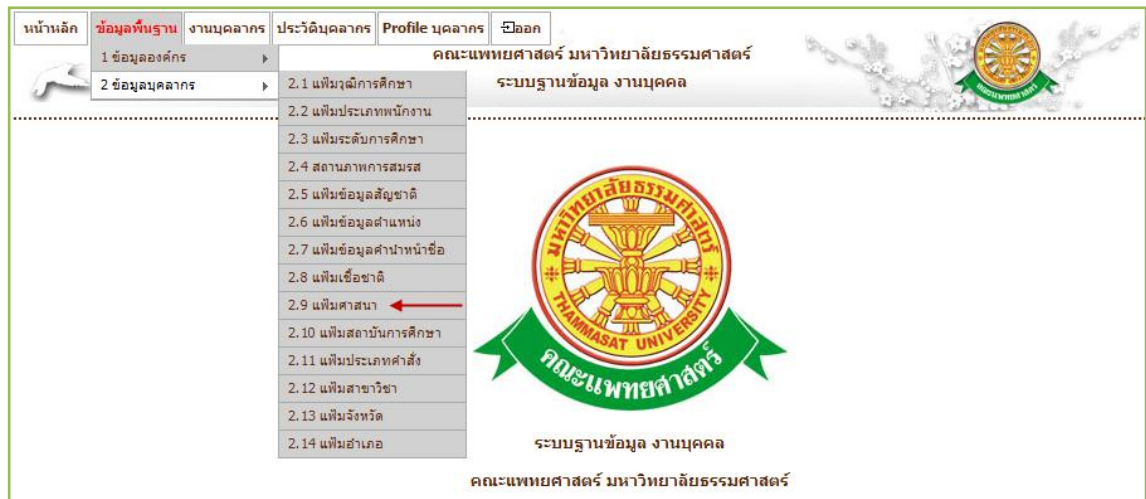 หน้าหลัก ข้อมูลพื้นฐาน งานบุคลากร ประวัติบุคลากร Profile บุคลากร ออก
1 ข้อมูลองค์กร
2 ข้อมูลบุคลากร
คณะแพทยศาสตร์ มหาวิทยาลัยธรรมศาสตร์
ระบบฐานข้อมูล งานบุคคล
คณะแพทยศาสตร์
2.1 แฟ้มวุฒิการศึกษา
2.2 แฟ้มประเภทพนักงาน
2.3 แฟ้มระดับการศึกษา
2.4 สถานภาพการสมรส
2.5 แฟ้มข้อมูลสัญชาติ
2.6 แฟ้มข้อมูลตำแหน่ง
2.7 แฟ้มข้อมูลคำนำหน้าชื่อ
2.8 แฟ้มเชื้อชาติ
2.9 แฟ้มศาสนา
2.10 แฟ้มสถาบันการศึกษา
2.11 แฟ้มประเภทคำสั่ง
2.12 แฟ้มสาขาวิชา
2.13 แฟ้มจังหวัด
2.14 แฟ้มอำเภอ
มหาวิทยาลัยธรรมศาสตร์
THAMMASAT UNIVERSITY
คณะแพทยศาสตร์
ระบบฐานข้อมูล งานบุคคล
คณะแพทยศาสตร์ มหาวิทยาลัยธรรมศาสตร์